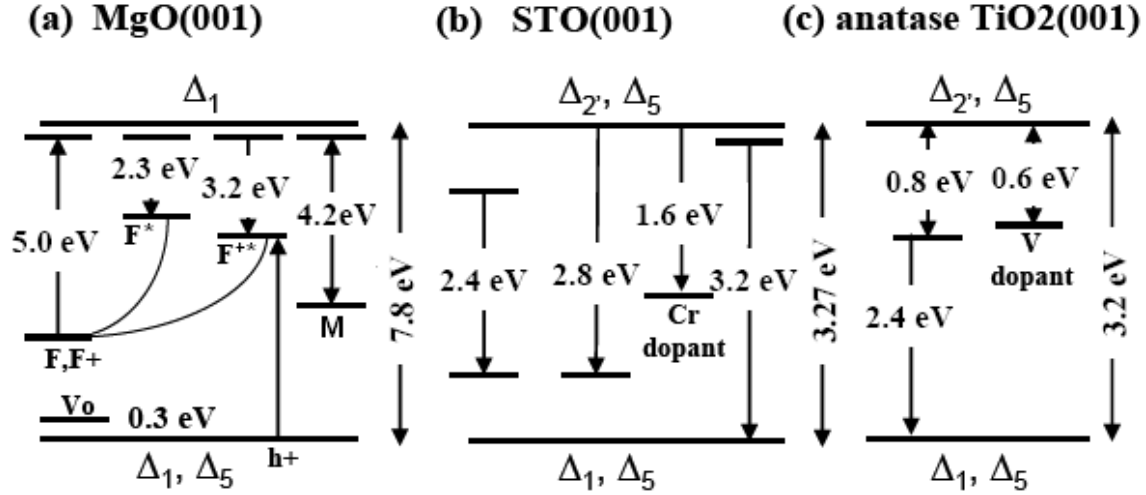 (a) MgO(001)
Δ1
2.3 eV
3.2 eV
4.2eV
5.0 eV
F*
F+*
M
F,F+
Vo
0.3 eV
h+
Δ1, Δ5
7.8 eV
(b) STO(001)
Δ2', Δ5
1.6 eV
2.4 eV
2.8 eV
3.2 eV
Cr
dopant
3.27 eV
(c) anatase TiO2(001)
Δ2', Δ5
0.8 eV
0.6 eV
V
dopant
2.4 eV
3.2 eV
Δ1, Δ5